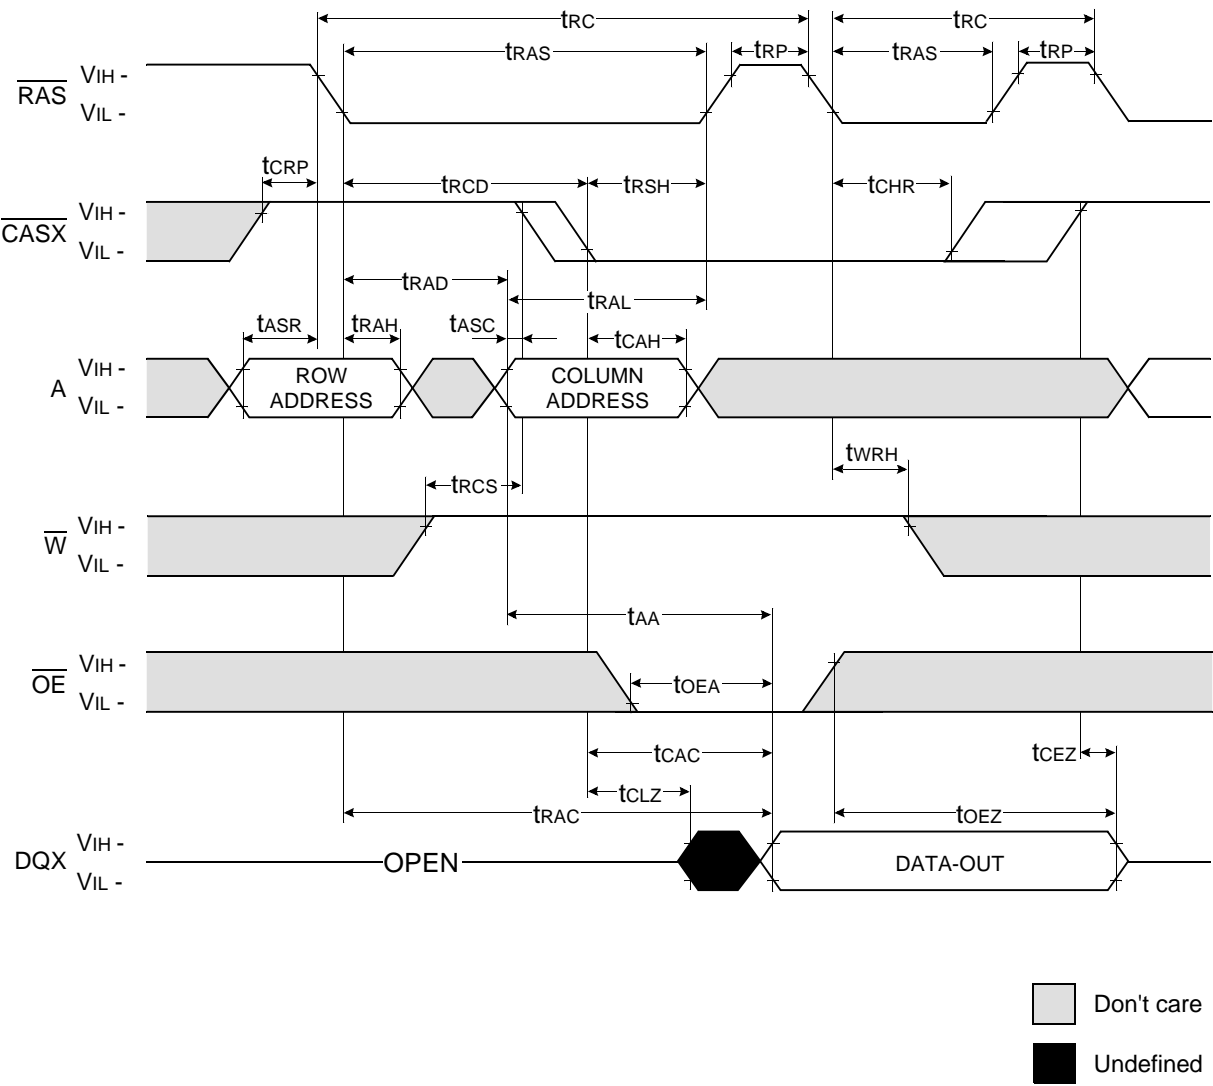 tRC tRC
tRAS tRP tRAS tRP
RAS VIH -
VIL -
tCRP tRCD tRSH tCHR
CASX VIH -
VIL -
tRAD
tRAL
tASR tRAH tASC tCAH
A VIH -
VIL -
ROW
ADDRESS
COLUMN
ADDRESS
tWRH
tRCS
W VIH -
VIL -
tAA
OE VIH -
VIL -
tOEA
tCAC tCEZ
tCLZ
tRAC tOEZ
DQX VIH -
VIL -
OPEN DATA-OUT
Don't care
Undefined